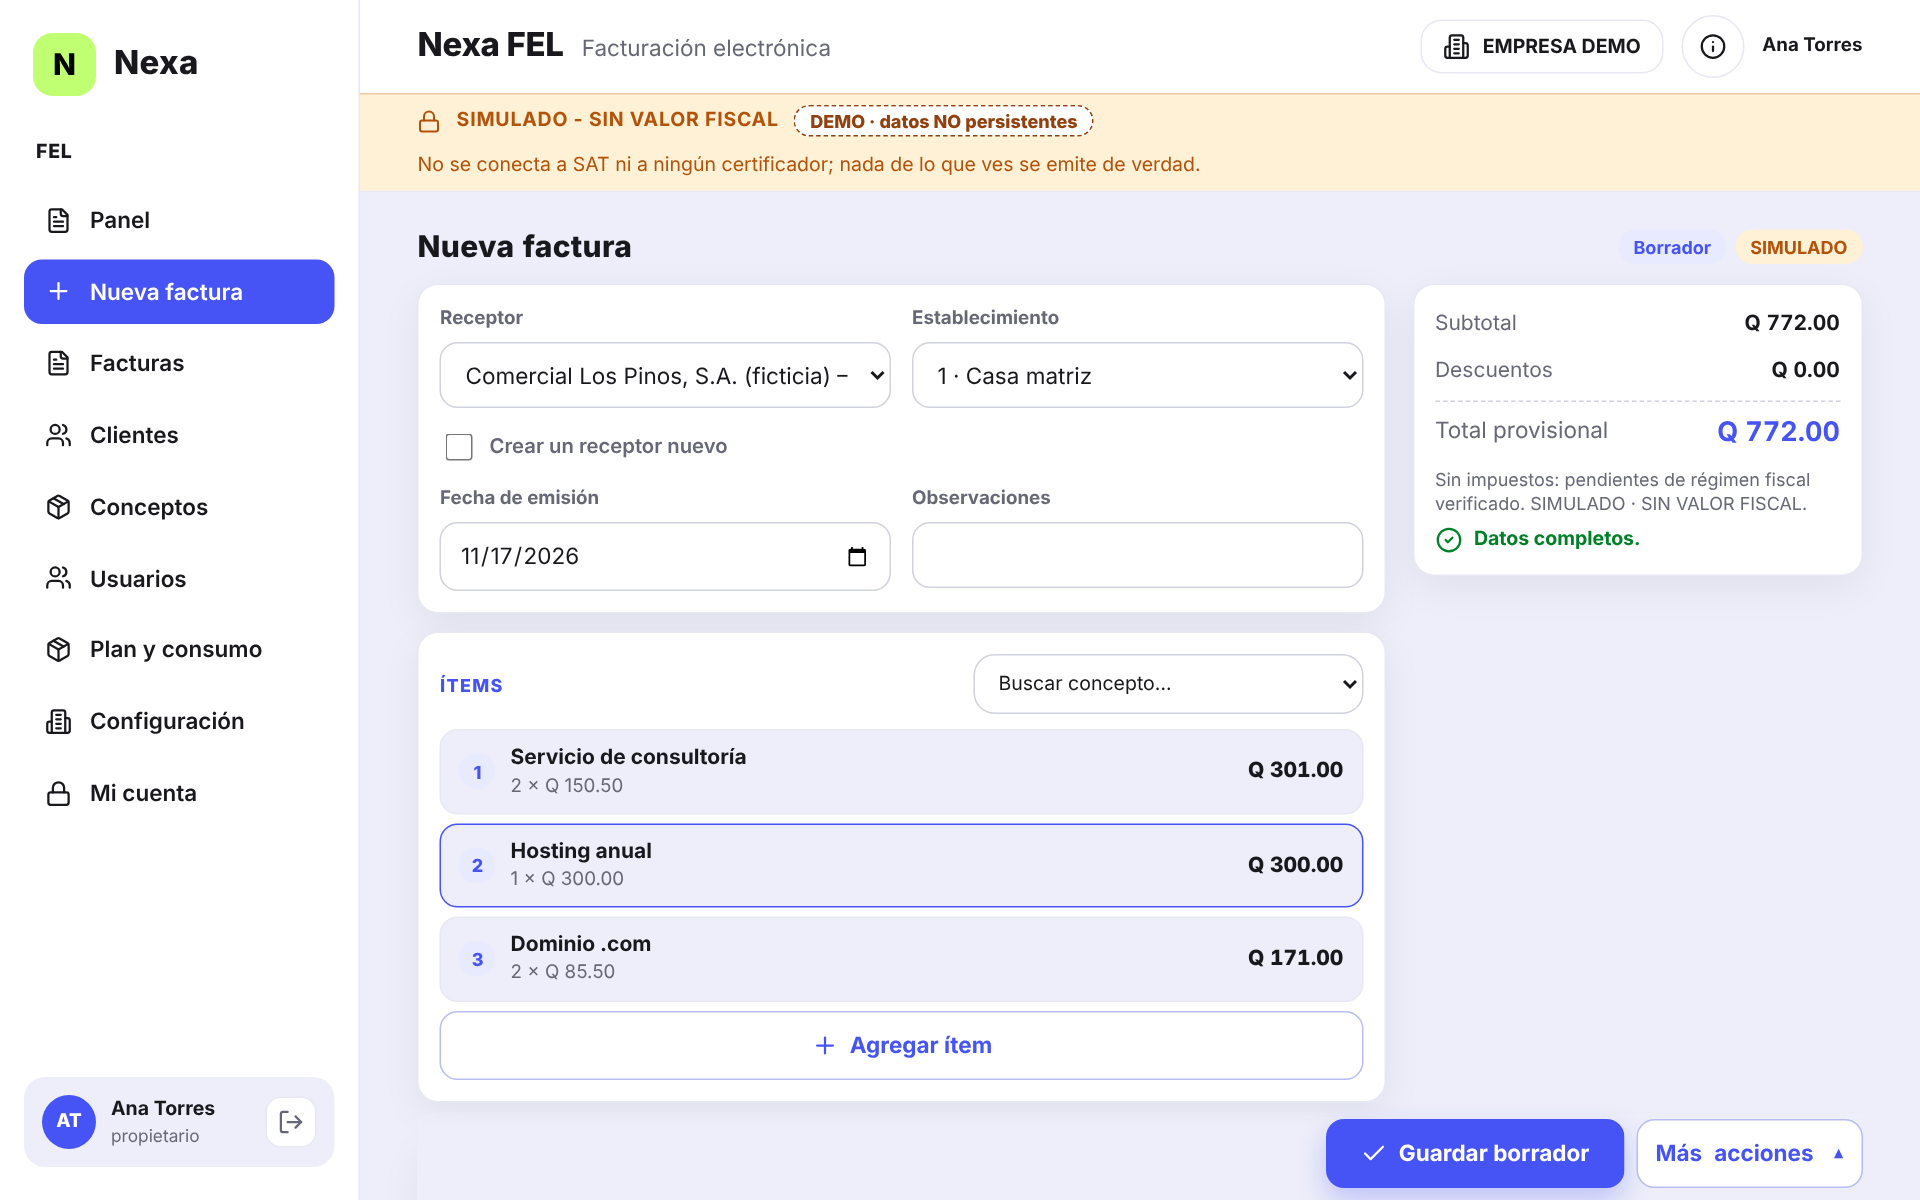 N Nexa
FEL
Panel
Nueva factura
Facturas
Clientes
Conceptos
Usuarios
Plan y consumo
Configuración
Mi cuenta
AT
Ana Torres
propietario
Nexa FEL Facturación electrónica
EMPRESA DEMO
Ana Torres
SIMULADO - SIN VALOR FISCAL
DEMO · datos NO persistentes
No se conecta a SAT ni a ningún certificador; nada de lo que ves se emite de verdad.
Nueva factura
Borrador
SIMULADO
Receptor
Comercial Los Pinos, S.A. (ficticia) –
Establecimiento
1 · Casa matriz
Crear un receptor nuevo
Fecha de emisión
11/17/2026
Observaciones
ÍTEMS
Buscar concepto...
1
Servicio de consultoría
2 × Q 150.50
Q 301.00
2
Hosting anual
1 × Q 300.00
Q 300.00
3
Dominio .com
2 × Q 85.50
Q 171.00
Agregar ítem
Subtotal
Q 772.00
Descuentos
Q 0.00
Total provisional
Q 772.00
Sin impuestos: pendientes de régimen fiscal
verificado. SIMULADO · SIN VALOR FISCAL.
Datos completos.
Guardar borrador
Más acciones